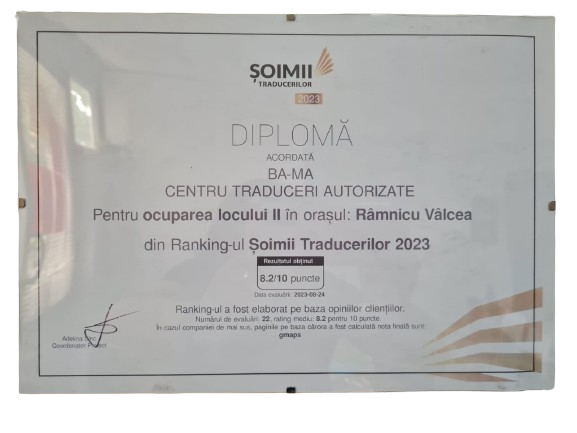 ȘOIMII
TRADUCERILOR
2023
DIPLOMĂ
ACORDATĂ
BA-MA
CENTRU TRADUCERI AUTORIZATE
Pentru ocuparea locului II în orașul: Râmnicu Vâlcea
din Ranking-ul Șoimii Traducerilor 2023
Rezultatul obținut
8.2/10 puncte
Data evaluării: 2023-08-24
Ranking-ul a fost elaborat pe baza opiniilor clienților.
Numărul de evaluări: 22, rating mediu: 8.2 pentru 10 puncte.
În cazul companiei de mai sus, paginile pe baza cărora a fost calculată nota finală sunt:
gmaps
Adelina
Coordonator Proiect